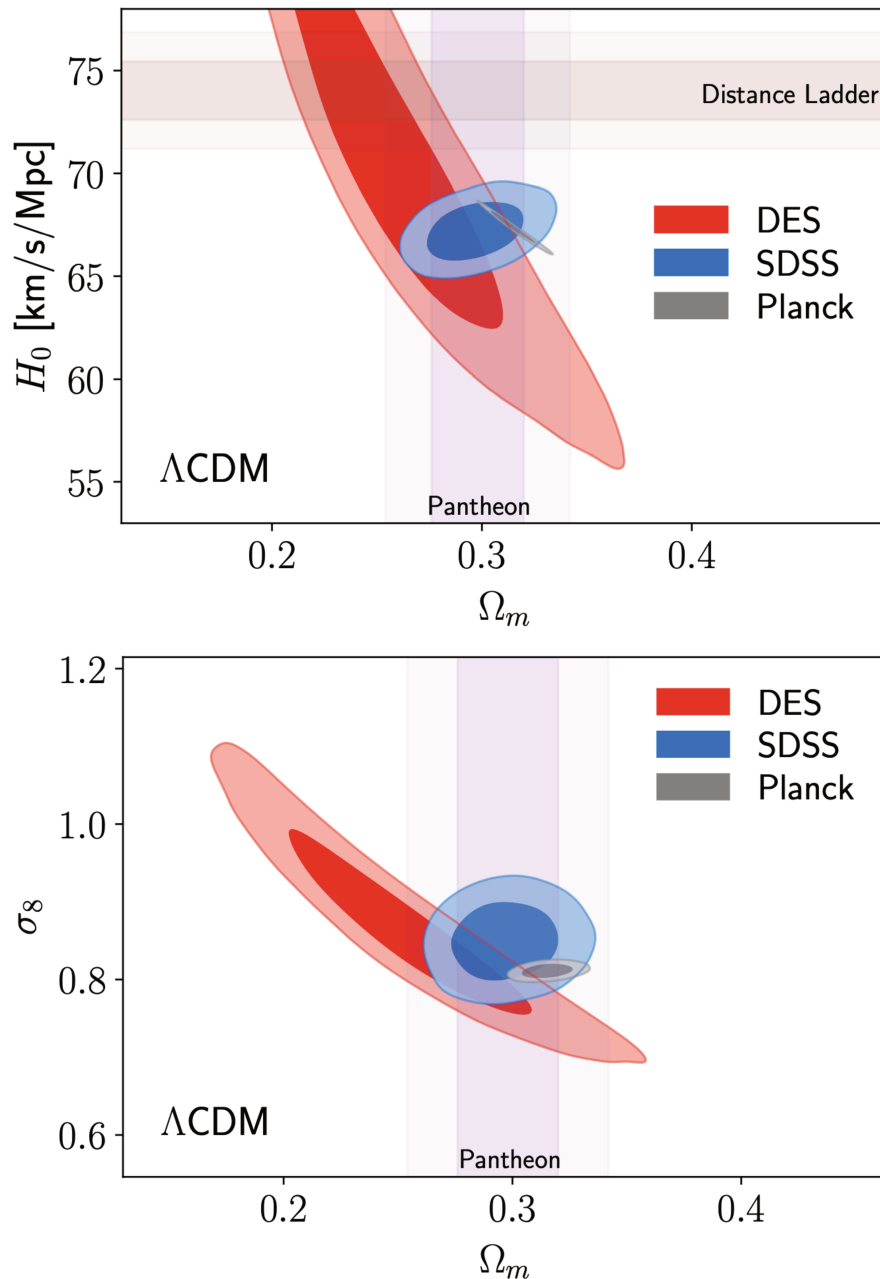 75
70
65
60
55
H₀ [km/s/Mpc]
Distance Ladder
DES
SDSS
Planck
ΛCDM
Pantheon
0.2 0.3 0.4
Ωₘ
1.2
1.0
0.8
0.6
σ₈
DES
SDSS
Planck
ΛCDM
Pantheon
0.2 0.3 0.4
Ωₘ